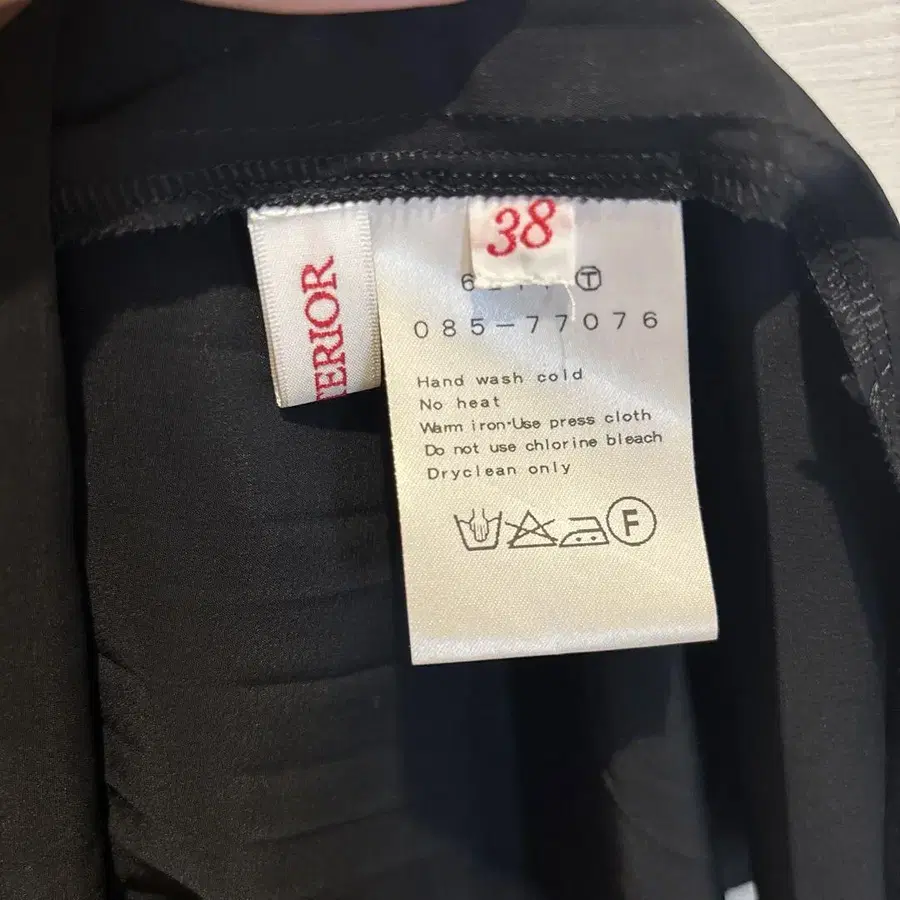 38
Ⓣ
085-77076
Hand wash cold
No heat
Warm iron·Use press cloth
Do not use chlorine bleach
Dryclean only
F